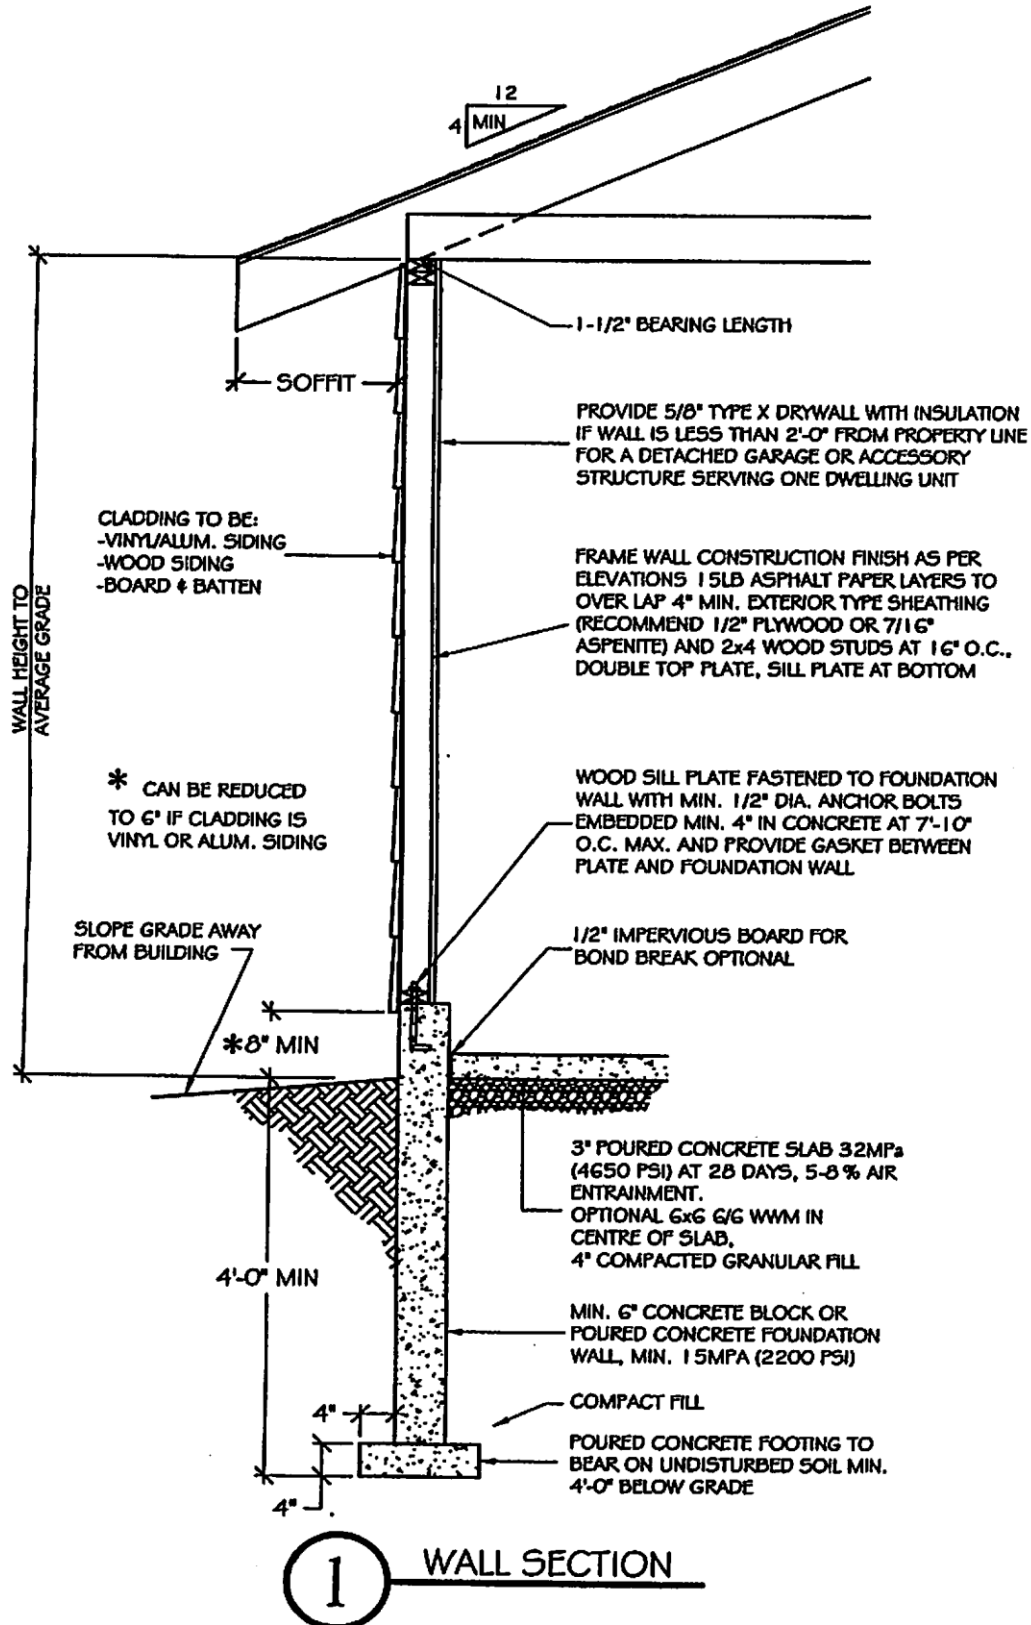 12
4 MIN
1-1/2" BEARING LENGTH
SOFFIT
PROVIDE 5/8" TYPE X DRYWALL WITH INSULATION
IF WALL IS LESS THAN 2'-0" FROM PROPERTY LINE
FOR A DETACHED GARAGE OR ACCESSORY
STRUCTURE SERVING ONE DWELLING UNIT
CLADDING TO BE:
-VINYL/ALUM. SIDING
-WOOD SIDING
-BOARD & BATTEN
FRAME WALL CONSTRUCTION FINISH AS PER
ELEVATIONS 15LB ASPHALT PAPER LAYERS TO
OVER LAP 4" MIN. EXTERIOR TYPE SHEATHING
(RECOMMEND 1/2" PLYWOOD OR 7/16"
ASPENITE) AND 2x4 WOOD STUDS AT 16" O.C.,
DOUBLE TOP PLATE, SILL PLATE AT BOTTOM
WALL HEIGHT TO
AVERAGE GRADE
* CAN BE REDUCED
TO 6" IF CLADDING IS
VINYL OR ALUM. SIDING
WOOD SILL PLATE FASTENED TO FOUNDATION
WALL WITH MIN. 1/2" DIA. ANCHOR BOLTS
EMBEDDED MIN. 4" IN CONCRETE AT 7'-10"
O.C. MAX. AND PROVIDE GASKET BETWEEN
PLATE AND FOUNDATION WALL
SLOPE GRADE AWAY
FROM BUILDING
1/2" IMPERVIOUS BOARD FOR
BOND BREAK OPTIONAL
*8" MIN
3" POURED CONCRETE SLAB 32MPa
(4650 PSI) AT 28 DAYS, 5-8% AIR
ENTRAINMENT.
OPTIONAL 6x6 6/6 WWM IN
CENTRE OF SLAB,
4" COMPACTED GRANULAR FILL
4'-0" MIN
MIN. 6" CONCRETE BLOCK OR
POURED CONCRETE FOUNDATION
WALL, MIN. 15MPA (2200 PSI)
4"
COMPACT FILL
POURED CONCRETE FOOTING TO
BEAR ON UNDISTURBED SOIL MIN.
4'-0" BELOW GRADE
4"
1 WALL SECTION